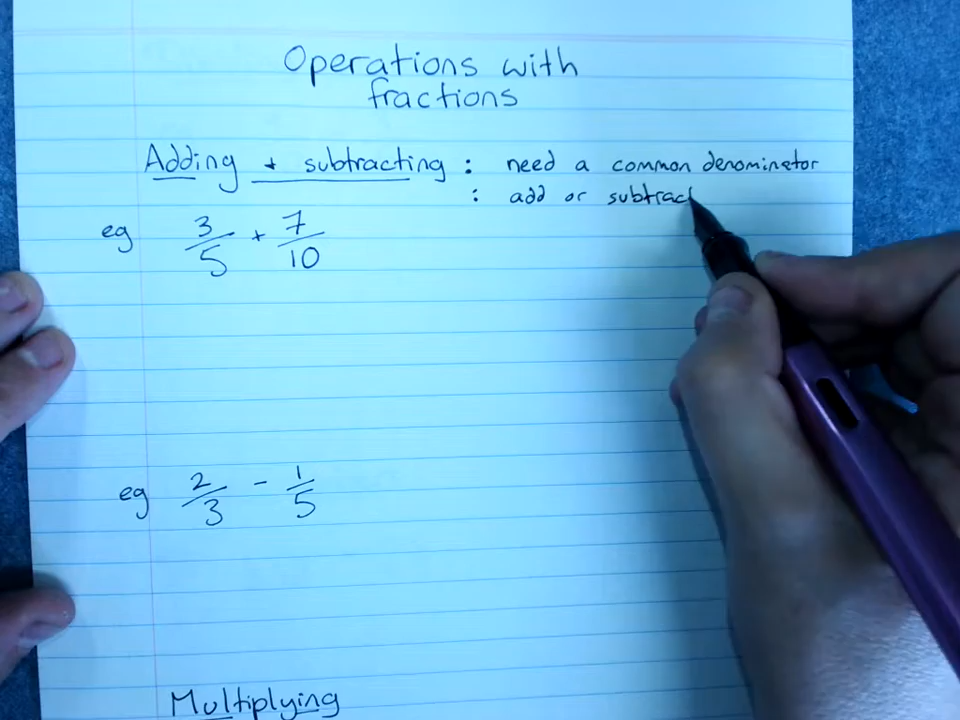 Operations with
fractions
Adding + subtracting : need a common denominator
: add or subtract
eg 3/5 + 7/10
eg 2/3 - 1/5
Multiplying